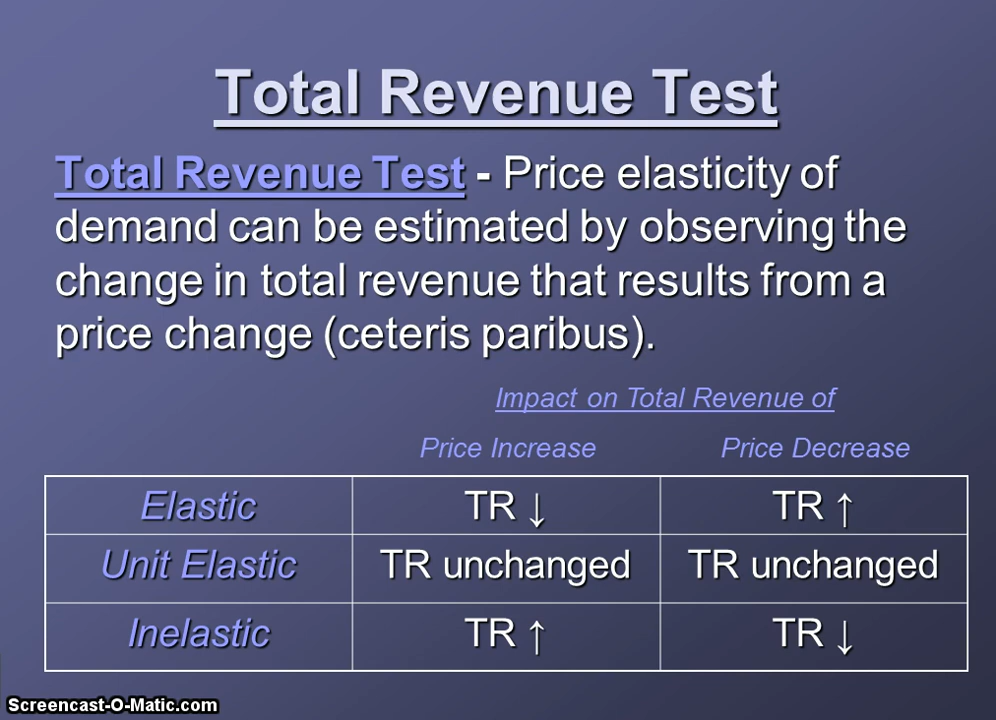 Total Revenue Test
Total Revenue Test - Price elasticity of
demand can be estimated by observing the
change in total revenue that results from a
price change (ceteris paribus).
Impact on Total Revenue of
Price Increase Price Decrease
Elastic TR ↓ TR ↑
Unit Elastic TR unchanged TR unchanged
Inelastic TR ↑ TR ↓
Screencast-O-Matic.com